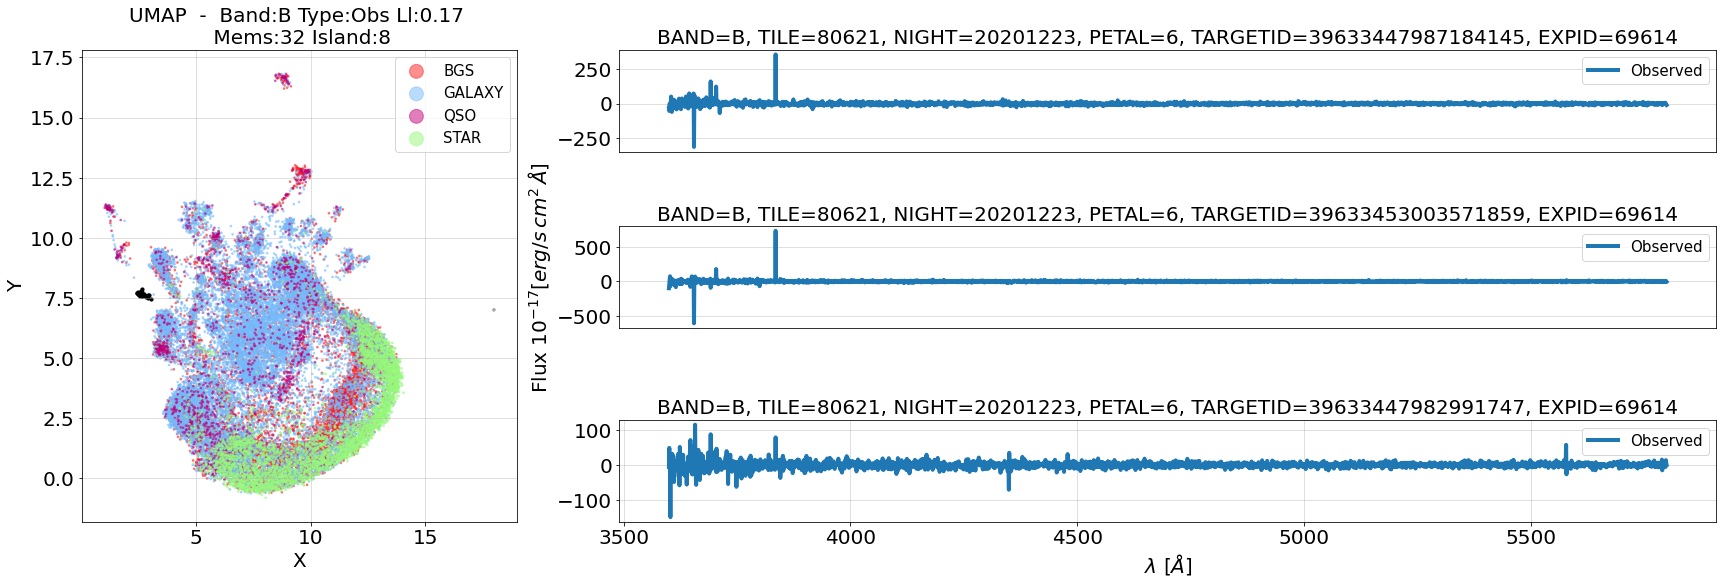 UMAP - Band:B Type:Obs Ll:0.17
Mems:32 Island:8
17.5
15.0
12.5
10.0
7.5
5.0
2.5
0.0
Y
5
10
15
X
BGS
GALAXY
QSO
STAR
Flux 10⁻¹⁷[erg/s cm² Å]
BAND=B, TILE=80621, NIGHT=20201223, PETAL=6, TARGETID=39633447987184145, EXPID=69614
250
0
−250
Observed
BAND=B, TILE=80621, NIGHT=20201223, PETAL=6, TARGETID=39633453003571859, EXPID=69614
500
0
−500
Observed
BAND=B, TILE=80621, NIGHT=20201223, PETAL=6, TARGETID=39633447982991747, EXPID=69614
100
0
−100
Observed
3500
4000
4500
5000
5500
λ [Å]